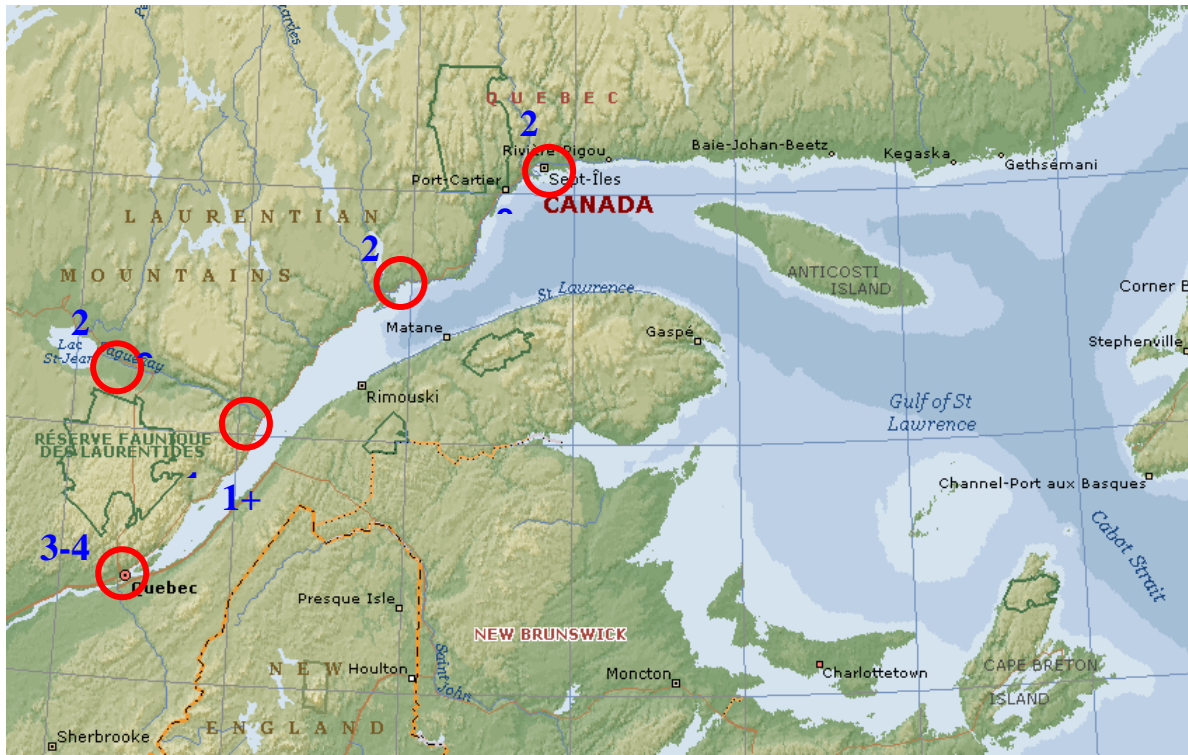 QUEBEC
2
Rivière-Pigou
Baie-Johan-Beetz
Kegaska
Gethsémani
Port-Cartier
Sept-Îles
CANADA
LAURENTIAN
MOUNTAINS
2
ANTICOSTI
ISLAND
St Lawrence
Corner B
Matane
Gaspé
Stephenville
2
Lac
St-Jean
Saguenay
Rimouski
Gulf of St
Lawrence
RÉSERVE FAUNIQUE
DES LAURENTIDES
1+
Channel-Port aux Basques
Cabot Strait
3-4
Quebec
Presque Isle
NEW BRUNSWICK
NEW
ENGLAND
Houlton
Saint John
Moncton
Charlottetown
CAPE BRETON
ISLAND
Sherbrooke